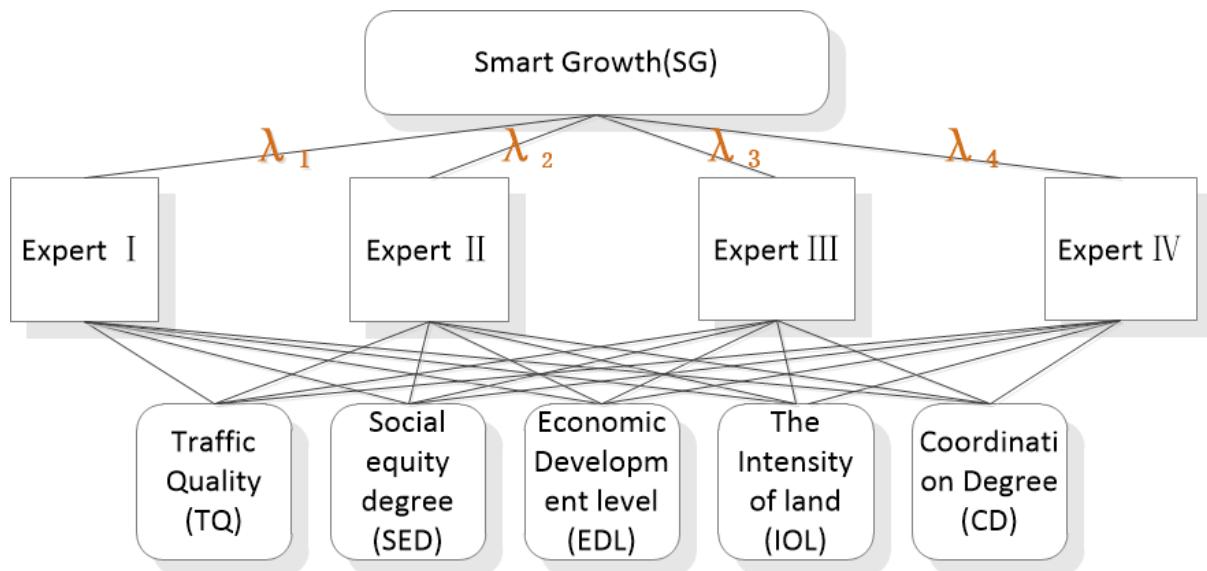 Smart Growth(SG)
λ 1
λ 2
λ 3
λ 4
Expert Ⅰ
Expert Ⅱ
Expert Ⅲ
Expert Ⅳ
Traffic
Quality
(TQ)
Social
equity
degree
(SED)
Economic
Developm
ent level
(EDL)
The
Intensity
of land
(IOL)
Coordinati
on Degree
(CD)